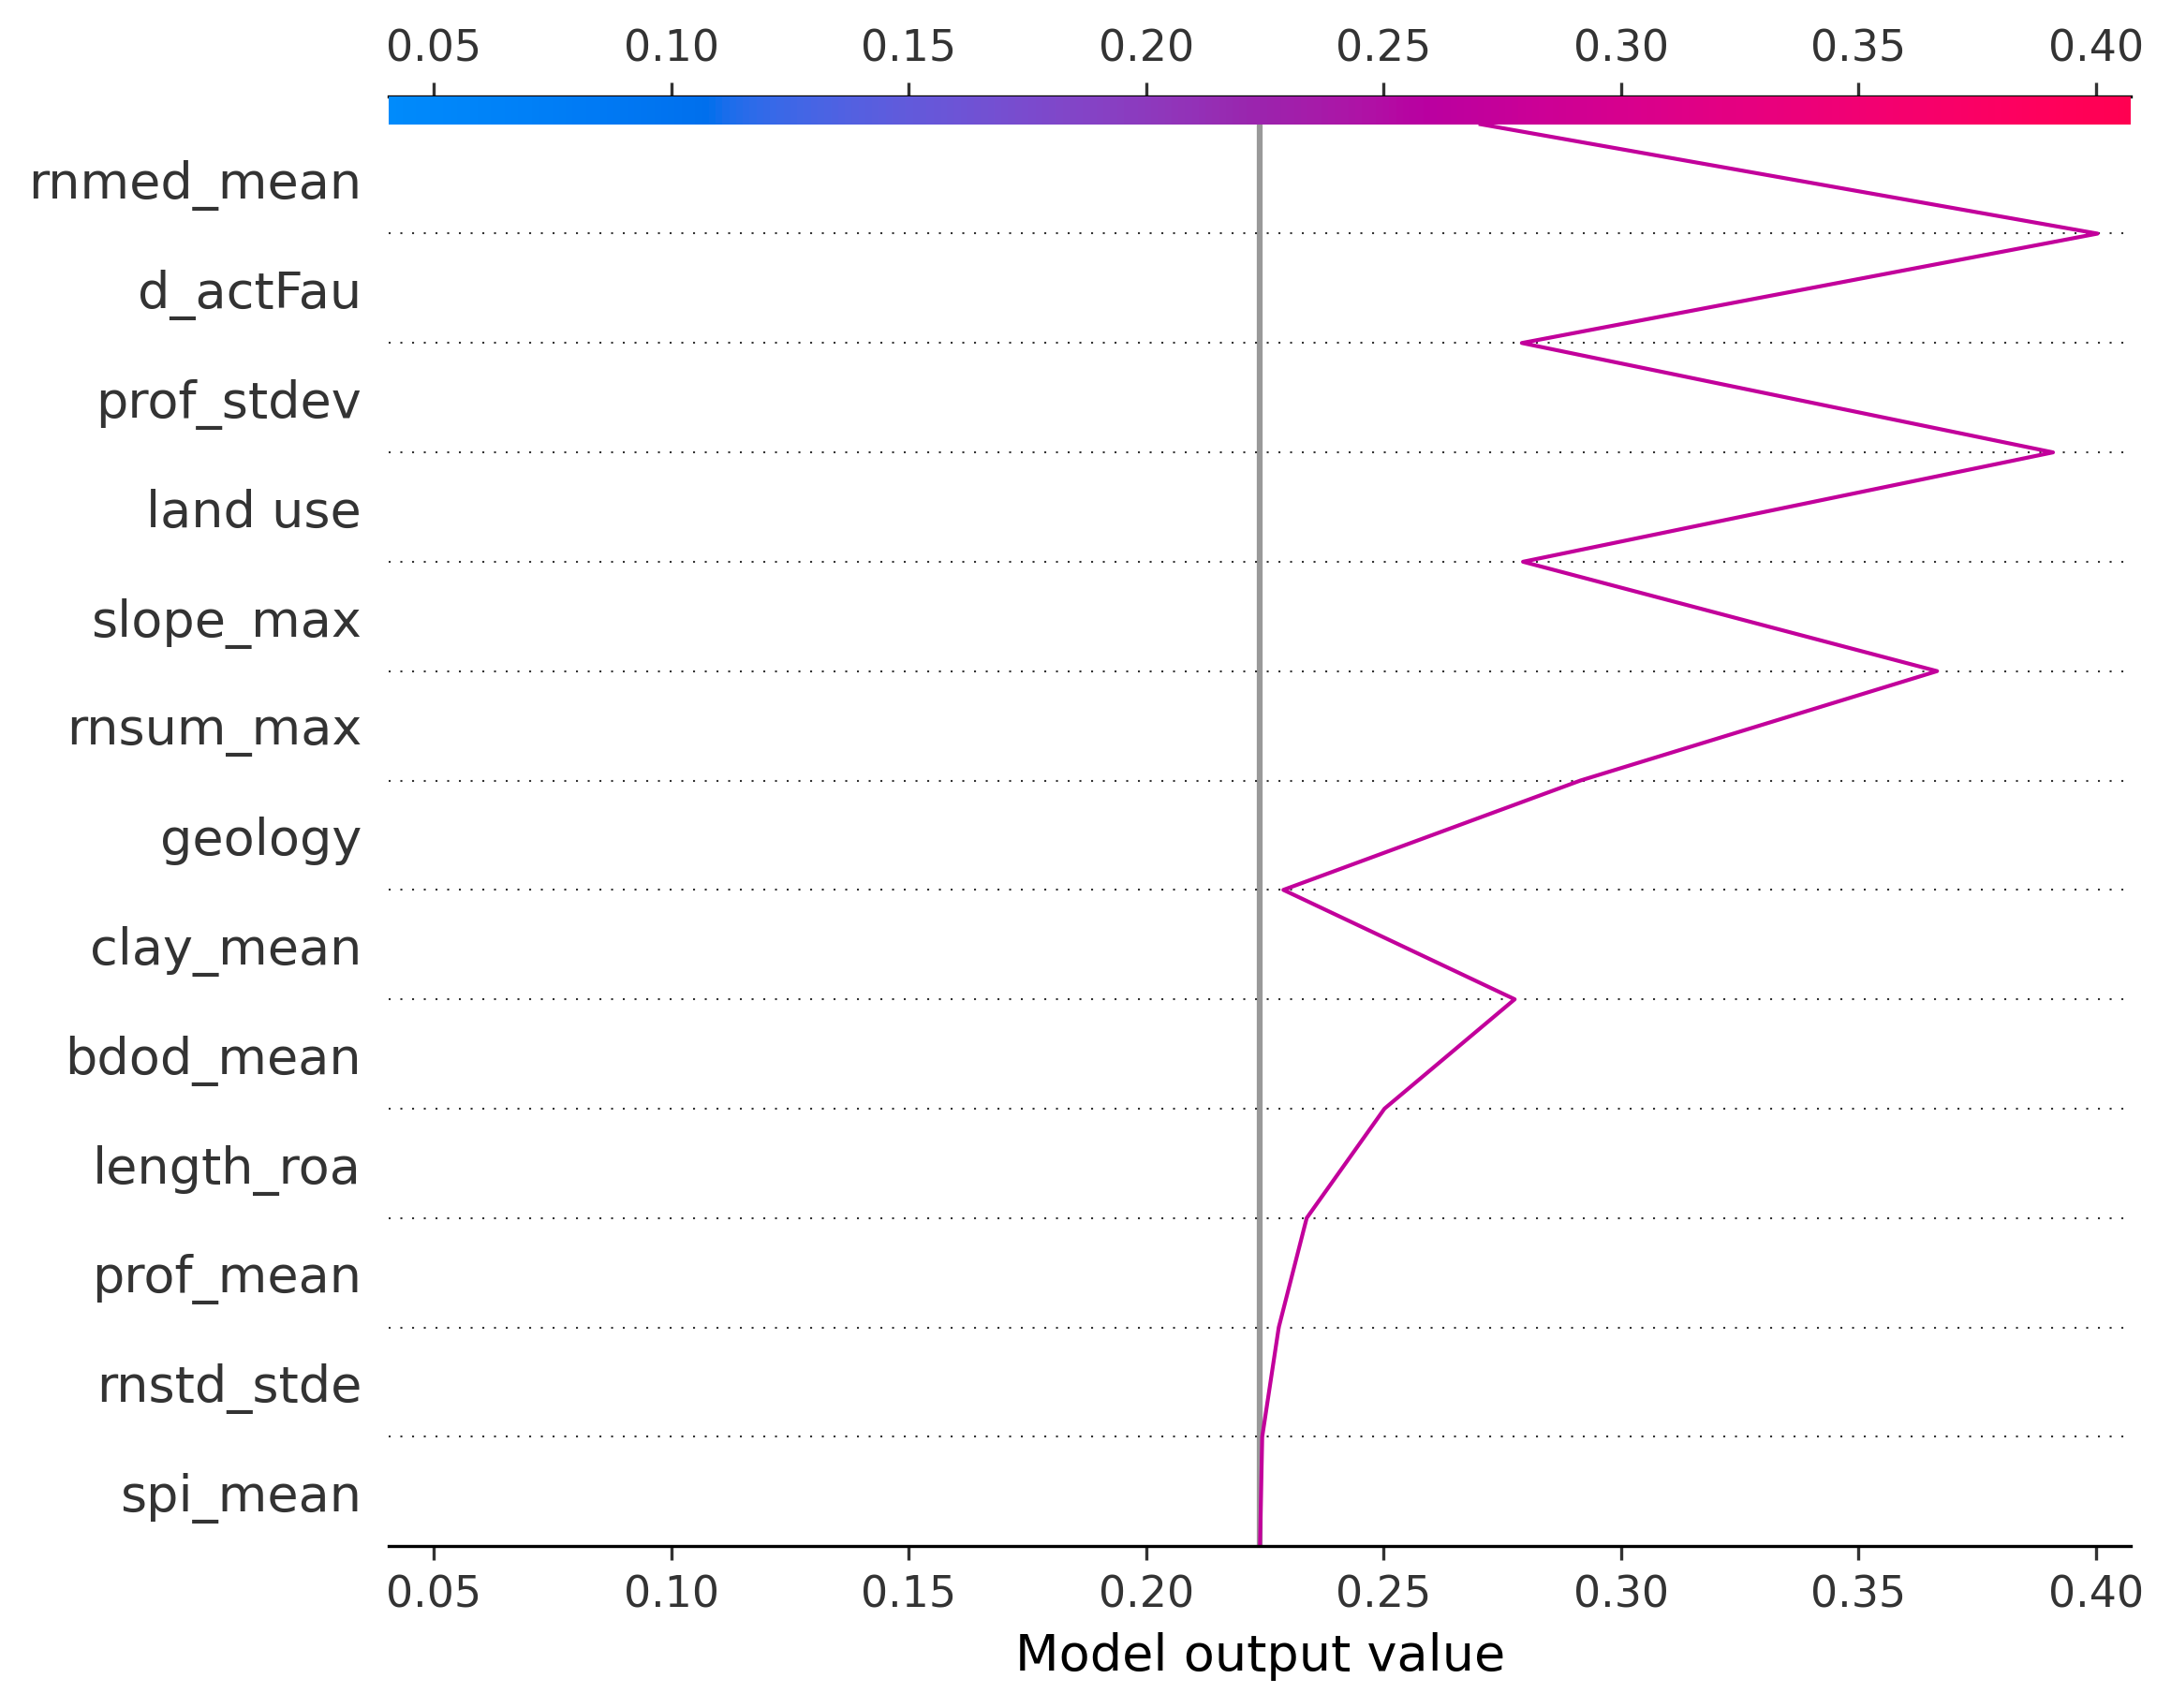 0.05 0.10 0.15 0.20 0.25 0.30 0.35 0.40
rnmed_mean
d_actFau
prof_stdev
land use
slope_max
rnsum_max
geology
clay_mean
bdod_mean
length_roa
prof_mean
rnstd_stde
spi_mean
0.05 0.10 0.15 0.20 0.25 0.30 0.35 0.40
Model output value